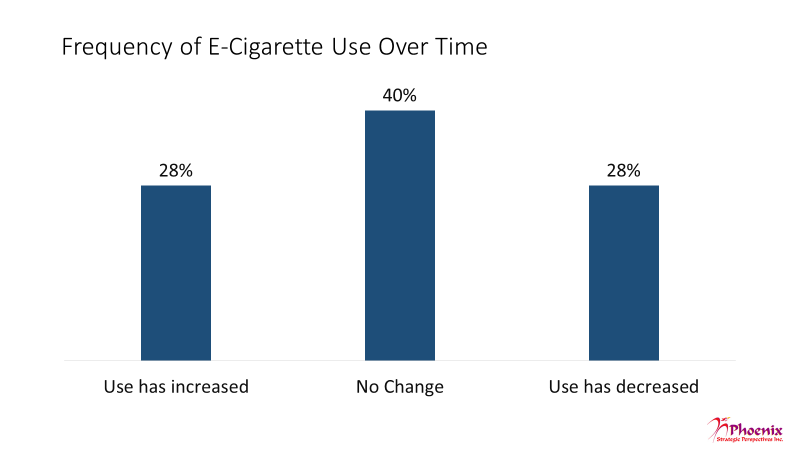 Frequency of E-Cigarette Use Over Time
40%
28%
28%
Use has increased
No Change
Use has decreased
Phoenix
Strategic Perspectives Inc.